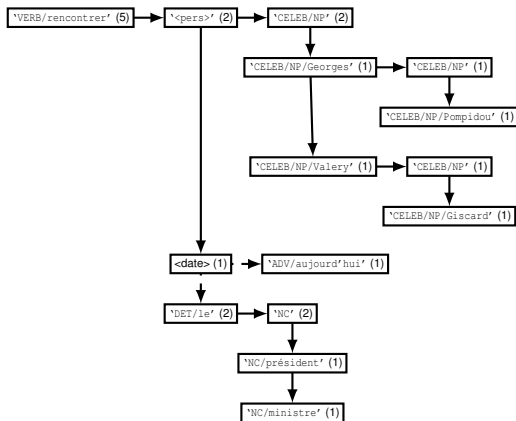 ‘VERB/rencontrer’ (5) ‘<pers>’ (2) ‘CELEB/NP’ (2)
‘CELEB/NP/Georges’ (1) ‘CELEB/NP’ (1)
‘CELEB/NP/Pompidou’ (1)
‘CELEB/NP/Valery’ (1) ‘CELEB/NP’ (1)
‘CELEB/NP/Giscard’ (1)
<date> (1) ‘ADV/aujourd’hui’ (1)
‘DET/le’ (2) ‘NC’ (2)
‘NC/président’ (1)
‘NC/ministre’ (1)